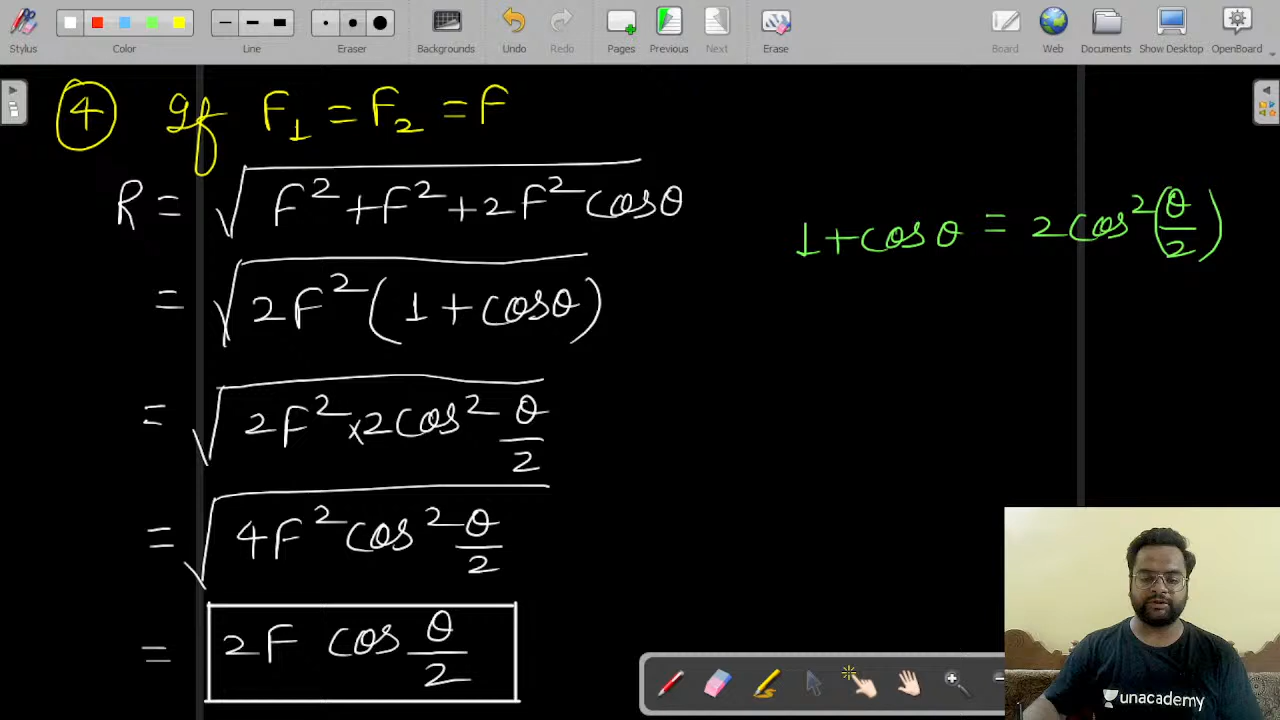 Stylus Color Line Eraser Backgrounds Undo Redo Pages Previous Next Erase Board Web Documents Show Desktop OpenBoard
④ If F₁ = F₂ = F
R = √(F² + F² + 2F² cosθ)
1 + cosθ = 2cos²(θ/2)
= √(2F²(1 + cosθ))
= √(2F² × 2cos² θ/2)
= √(4F² cos² θ/2)
= 2F cos θ/2
unacademy